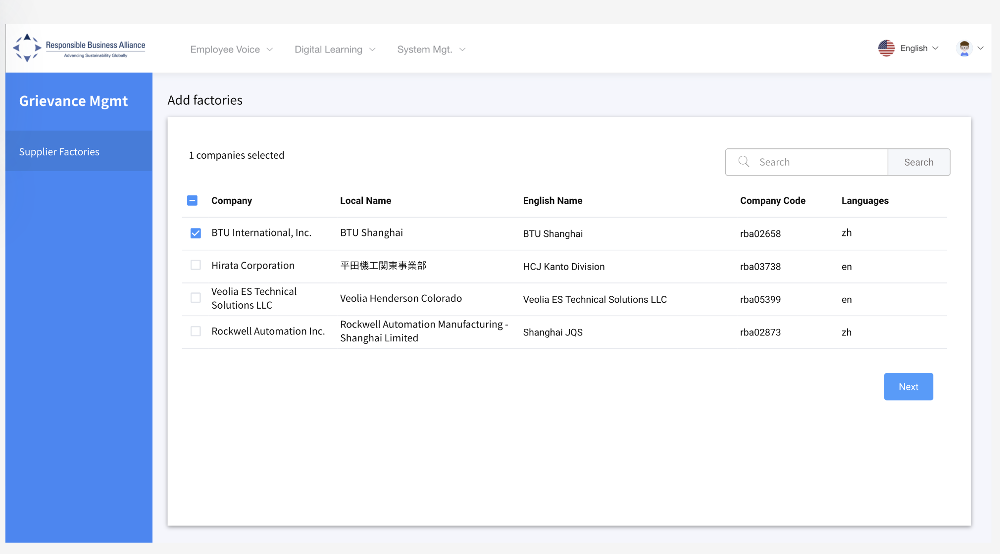 Responsible Business Alliance
Advancing Sustainability Globally
Employee Voice
Digital Learning
System Mgt.
English
Grievance Mgmt
Supplier Factories
Add factories
1 companies selected
Search
Search
Company Local Name English Name Company Code Languages
BTU International, Inc. BTU Shanghai BTU Shanghai rba02658 zh
Hirata Corporation 平田機工関東事業部 HCJ Kanto Division rba03738 en
Veolia ES Technical
Solutions LLC
Veolia Henderson Colorado Veolia ES Technical Solutions LLC rba05399 en
Rockwell Automation Inc.
Rockwell Automation Manufacturing -
Shanghai Limited
Shanghai JQS rba02873 zh
Next